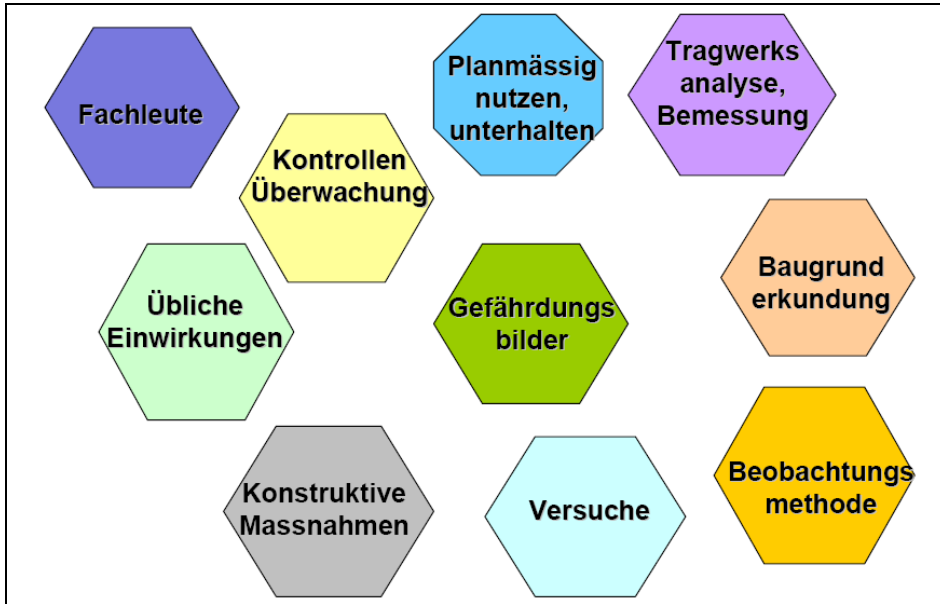 Fachleute
Planmässig
nutzen,
unterhalten
Tragwerks
analyse,
Bemessung
Kontrollen
Überwachung
Übliche
Einwirkungen
Gefährdungs
bilder
Baugrund
erkundung
Konstruktive
Massnahmen
Versuche
Beobachtungs
methode